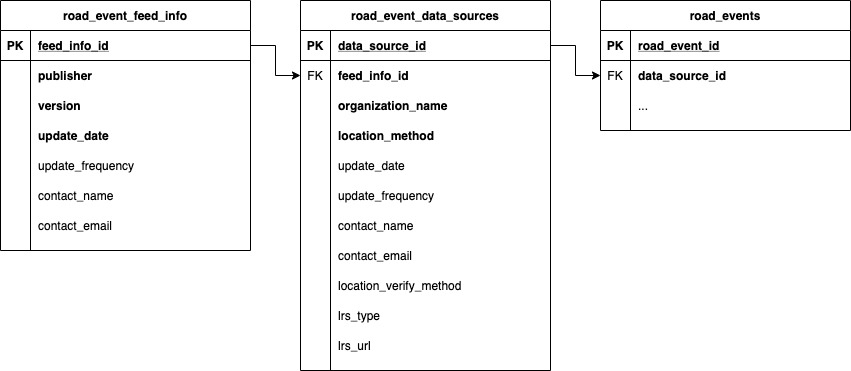 road_event_feed_info
PK feed_info_id
publisher
version
update_date
update_frequency
contact_name
contact_email
road_event_data_sources
PK data_source_id
FK feed_info_id
organization_name
location_method
update_date
update_frequency
contact_name
contact_email
location_verify_method
lrs_type
lrs_url
road_events
PK road_event_id
FK data_source_id
...